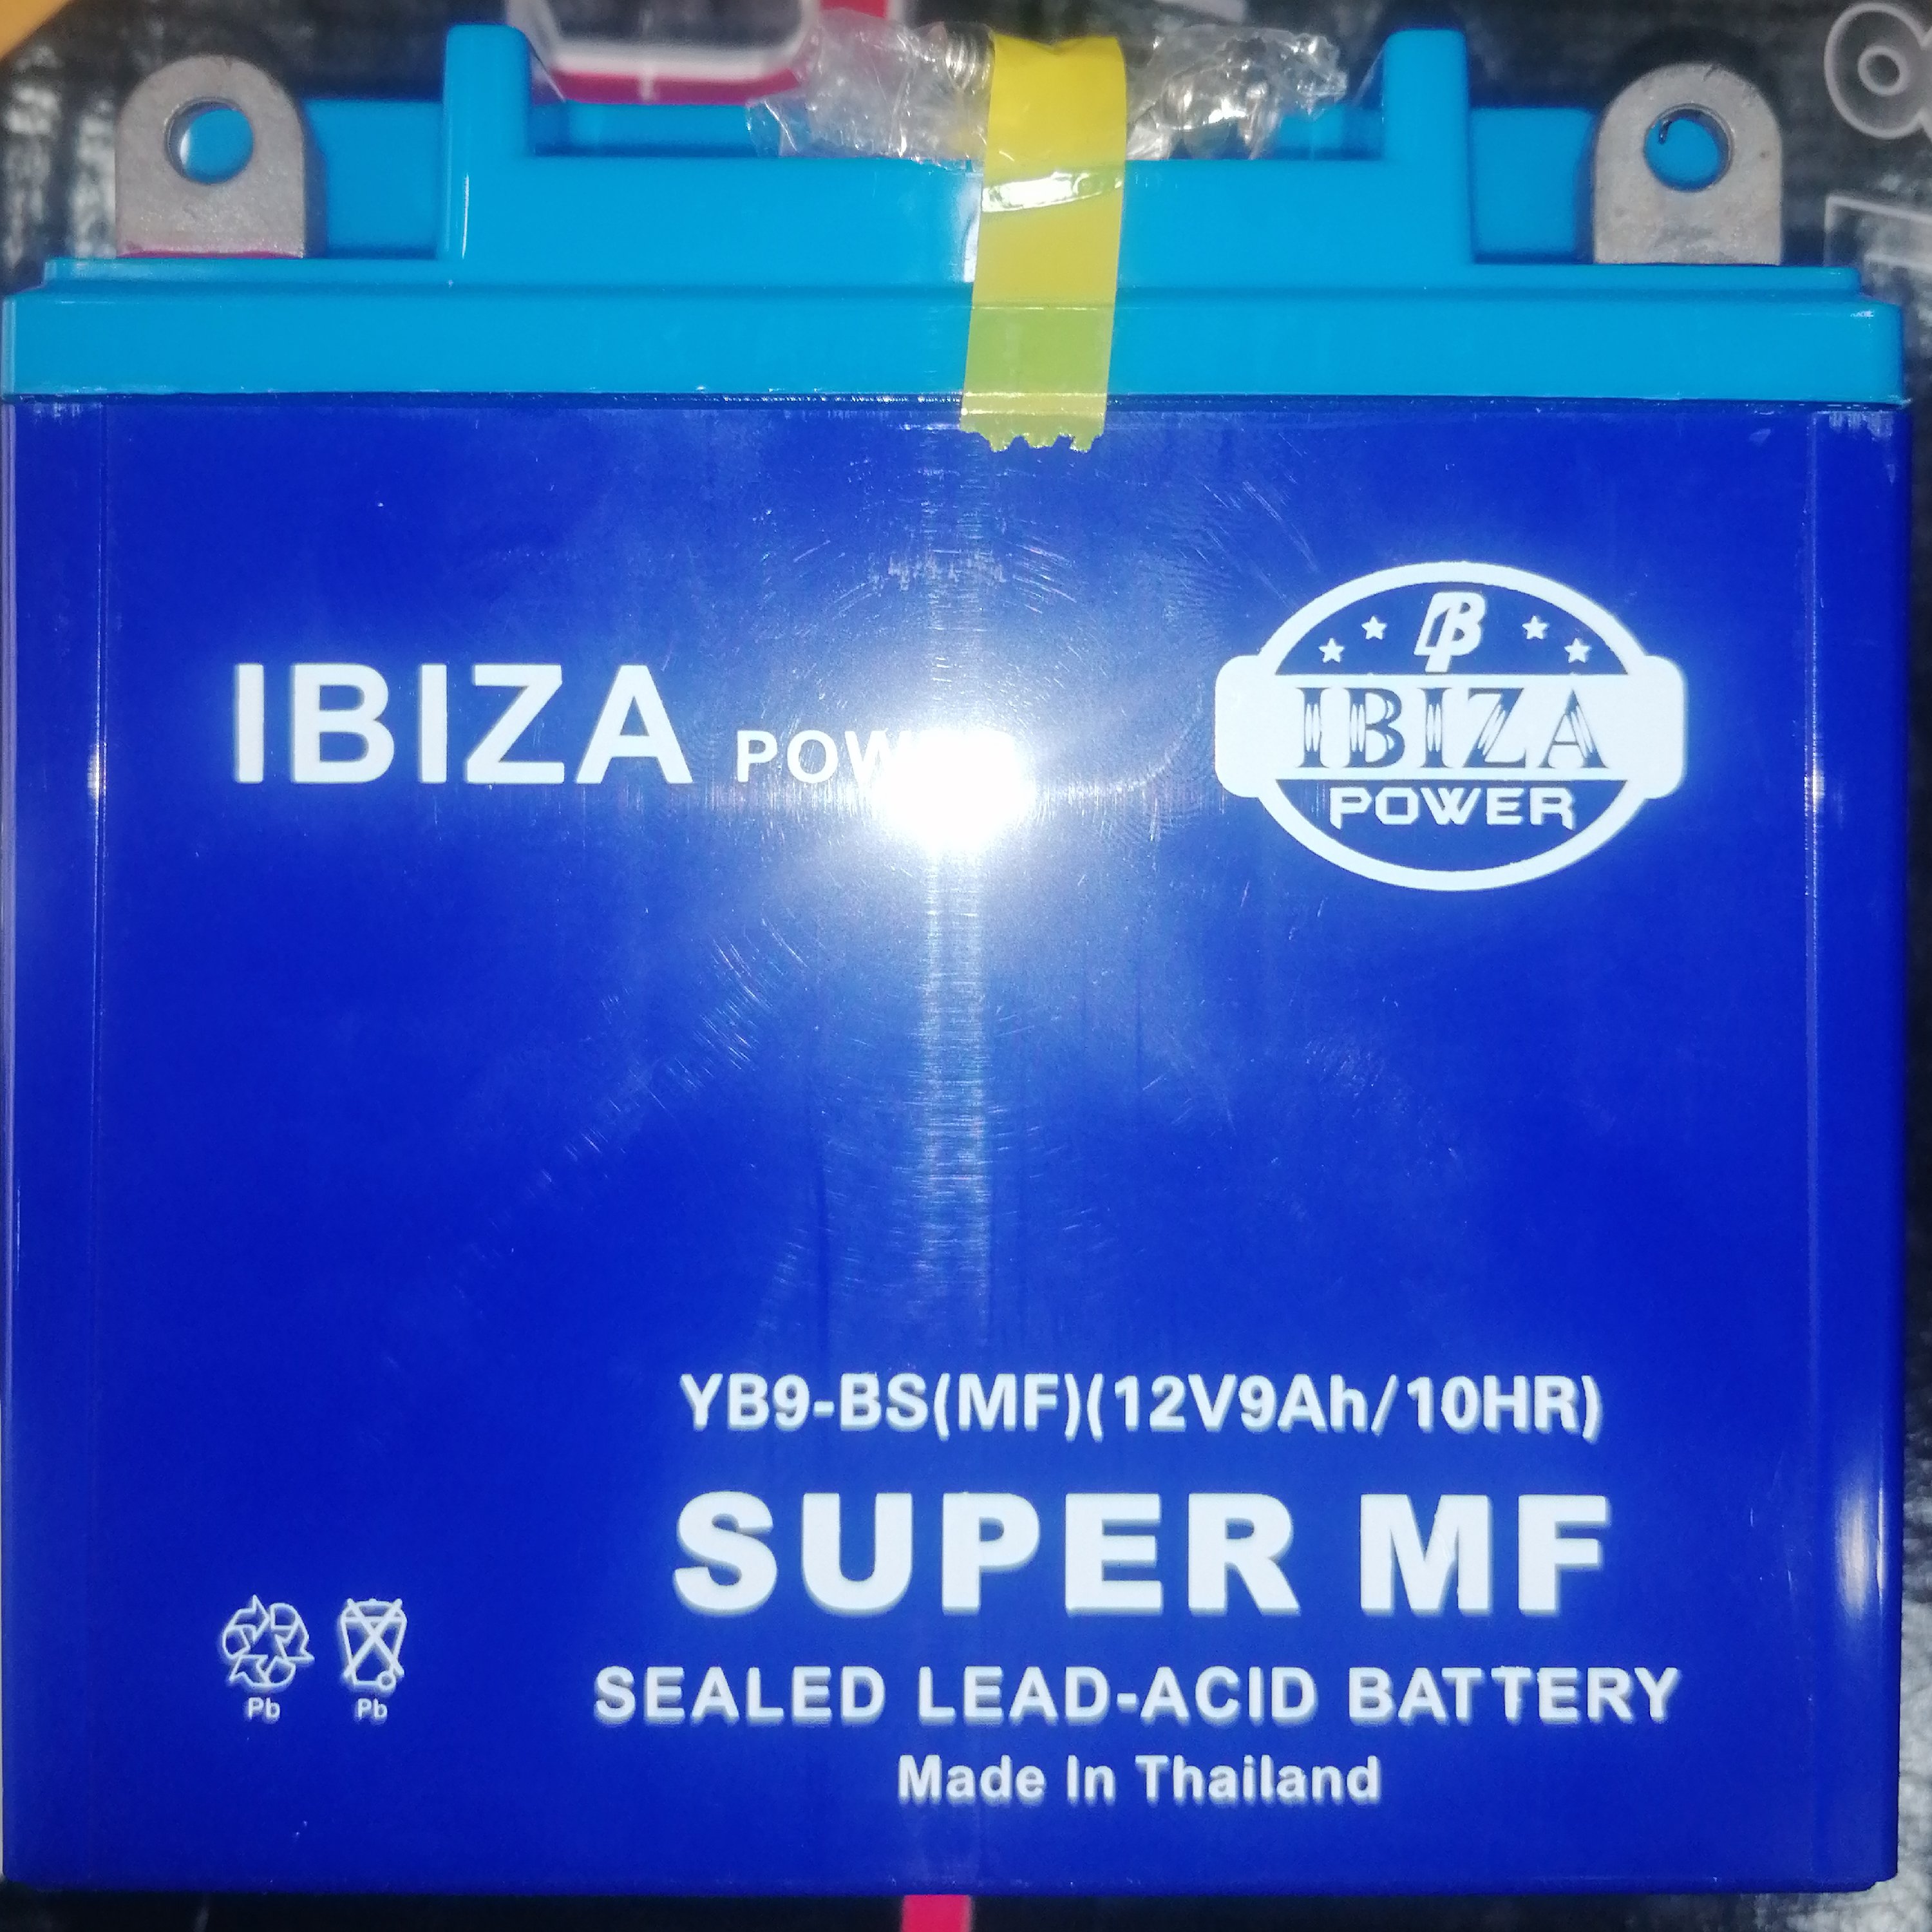 IBIZA
IBIZA
POWER
YB9-BS(MF)(12V9Ah/10HR)
SUPER MF
Pb Pb
SEALED LEAD-ACID BATTERY
Made In Thailand